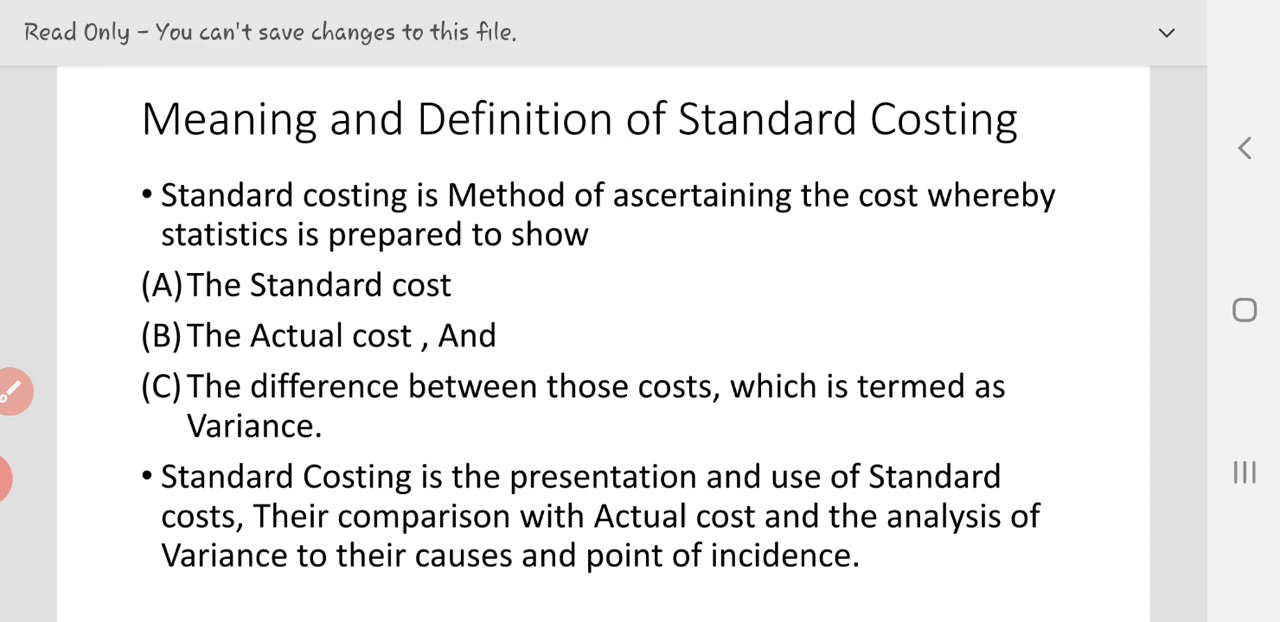 Read Only - You can't save changes to this file.
Meaning and Definition of Standard Costing
• Standard costing is Method of ascertaining the cost whereby
statistics is prepared to show
(A) The Standard cost
(B) The Actual cost , And
(C) The difference between those costs, which is termed as
Variance.
• Standard Costing is the presentation and use of Standard
costs, Their comparison with Actual cost and the analysis of
Variance to their causes and point of incidence.